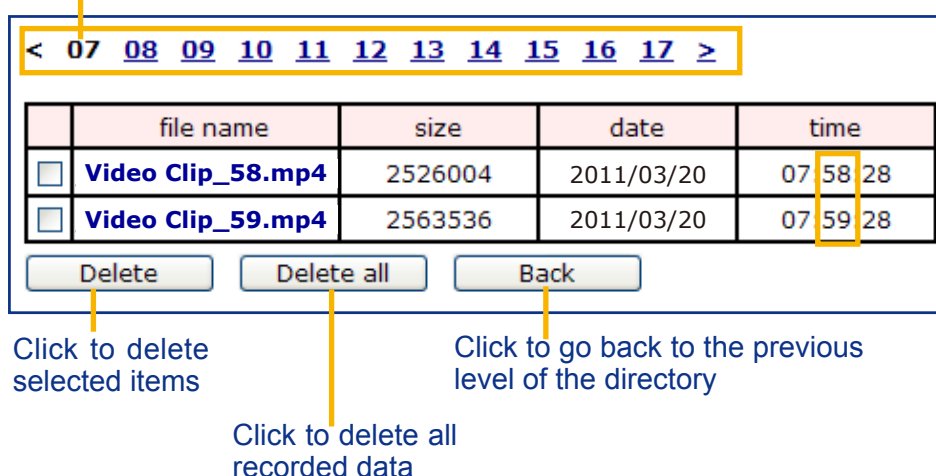 < 07 08 09 10 11 12 13 14 15 16 17 >
file name size date time
Video Clip_58.mp4 2526004 2011/03/20 07:58:28
Video Clip_59.mp4 2563536 2011/03/20 07:59:28
Delete Delete all Back
Click to delete
selected items
Click to go back to the previous
level of the directory
Click to delete all
recorded data